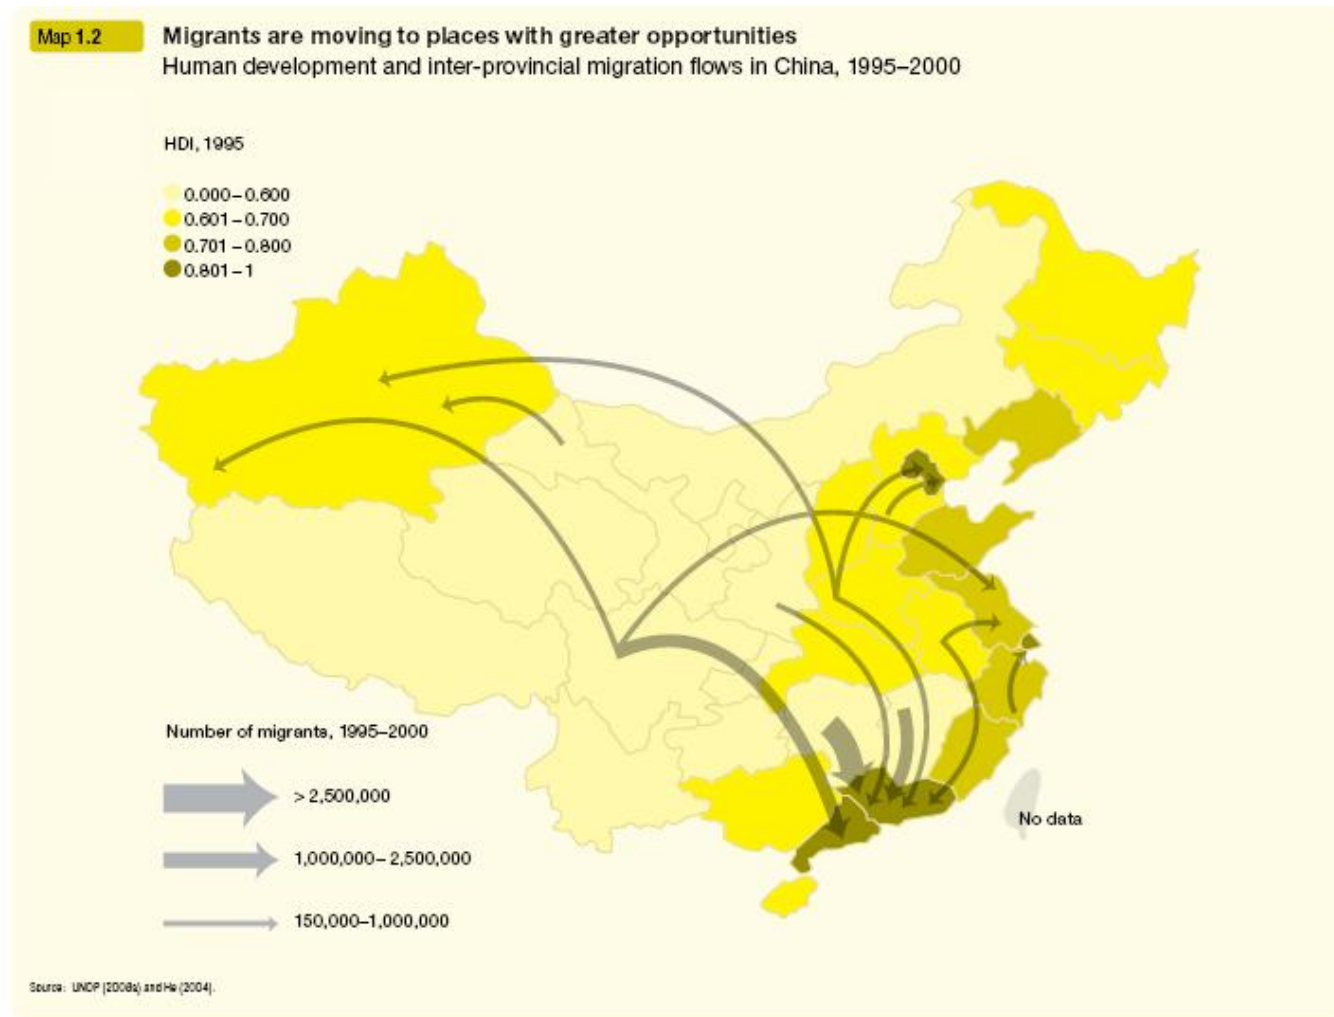 Map 1.2
Migrants are moving to places with greater opportunities
Human development and inter-provincial migration flows in China, 1995–2000
HDI, 1995
0.000–0.600
0.601–0.700
0.701–0.800
0.801–1
Number of migrants, 1995–2000
> 2,500,000
No data
1,000,000–2,500,000
150,000–1,000,000
Source: UNDP (2008a) and He (2004).